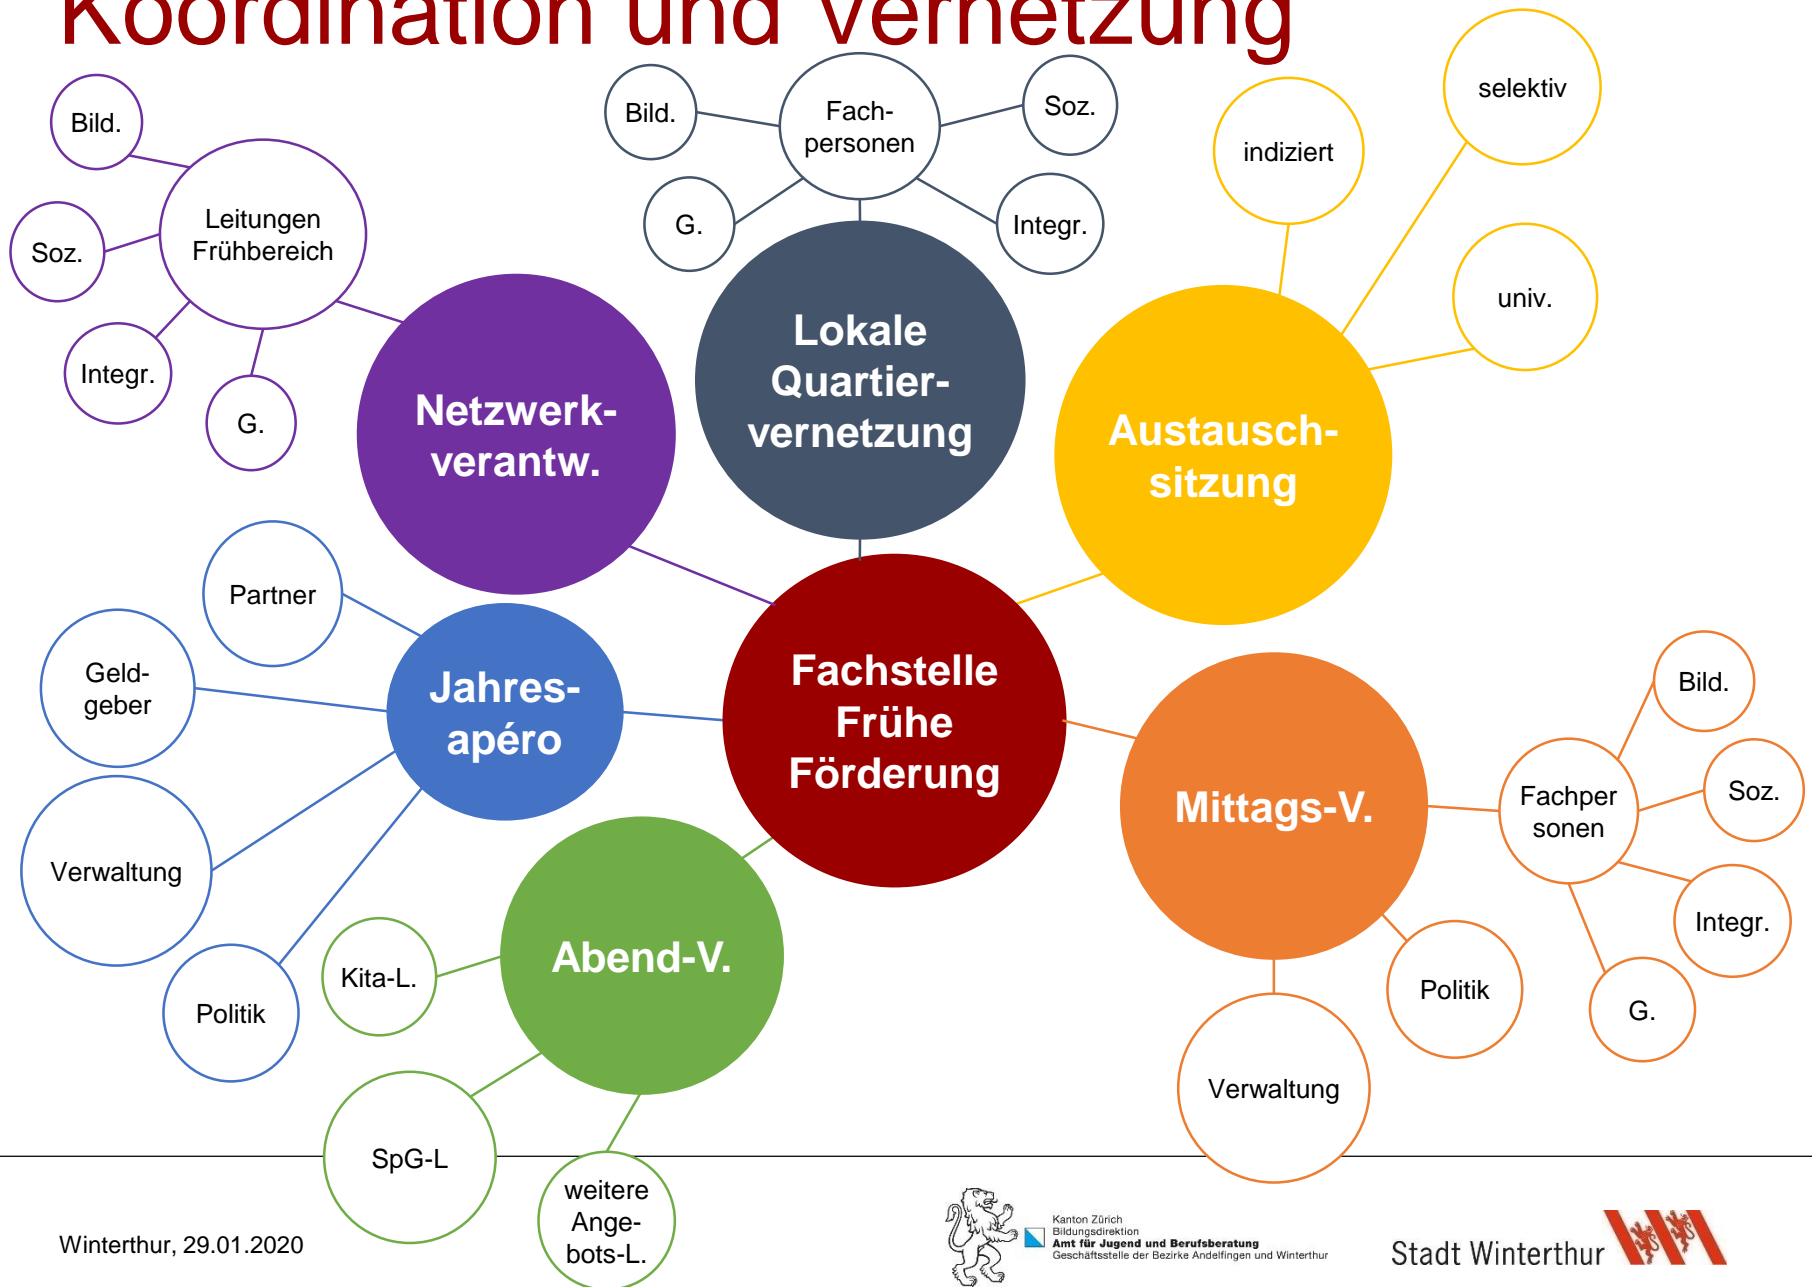 Koordination und Vernetzung
Bild.
Soz.
Integr.
G.
Leitungen
Frühbereich
Netzwerk-
verantw.
Bild.
G.
Fach-
personen
Soz.
Integr.
Lokale
Quartier-
vernetzung
indiziert
selektiv
univ.
Austausch-
sitzung
Partner
Geld-
geber
Verwaltung
Politik
Jahres-
apéro
Fachstelle
Frühe
Förderung
Mittags-V.
Fachper
sonen
Bild.
Soz.
Integr.
G.
Politik
Verwaltung
Abend-V.
Kita-L.
SpG-L
weitere
Ange-
bots-L.
Winterthur, 29.01.2020
Kanton Zürich
Bildungsdirektion
Amt für Jugend und Berufsberatung
Geschäftsstelle der Bezirke Andelfingen und Winterthur
Stadt Winterthur